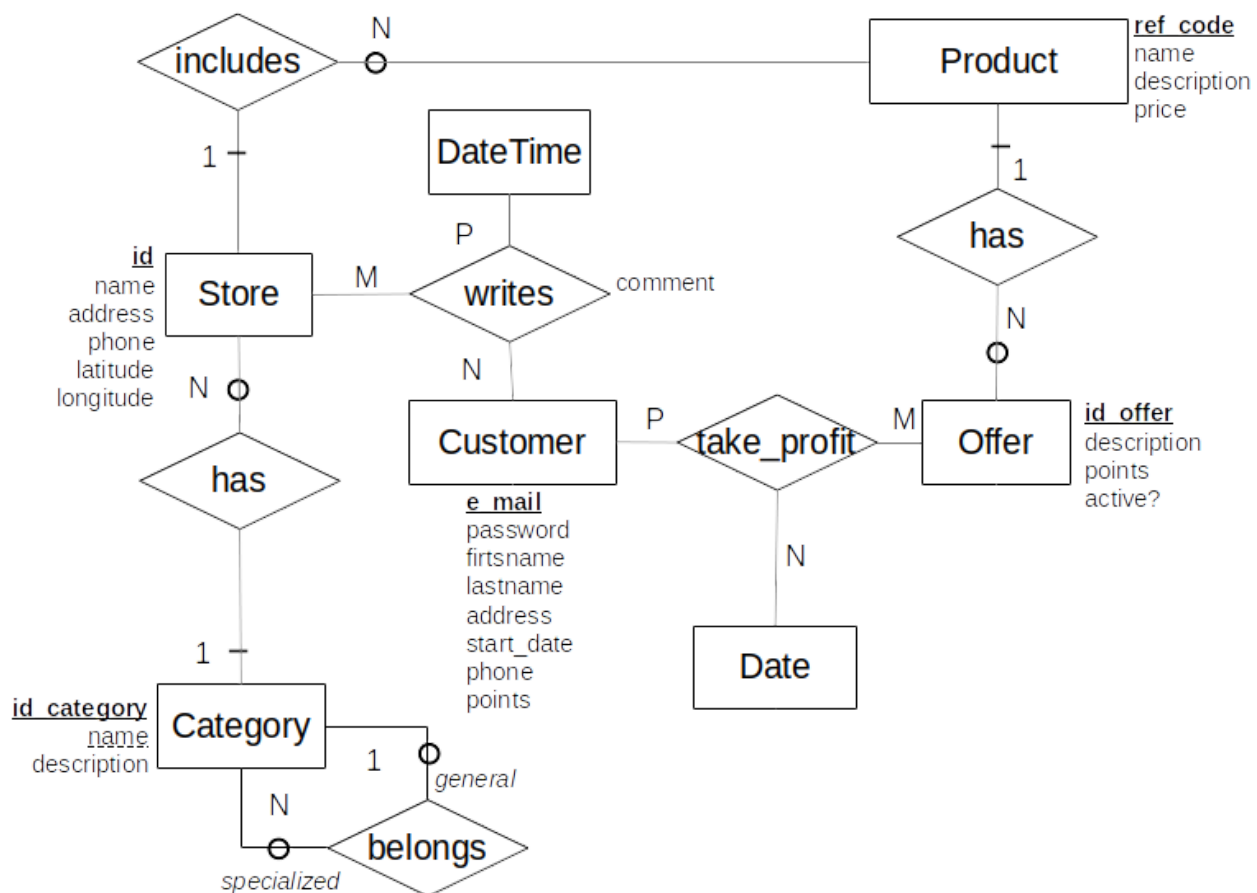 N
includes
Product
ref_code
name
description
price
1
DateTime
1
P
has
id
name
address
phone
latitude
longitude
Store
M
writes
comment
N
N
N
Customer
P
take_profit
M
Offer
id_offer
description
points
active?
has
e_mail
password
firtsname
lastname
address
start_date
phone
points
N
1
Date
id_category
name
description
Category
1
general
N
belongs
specialized